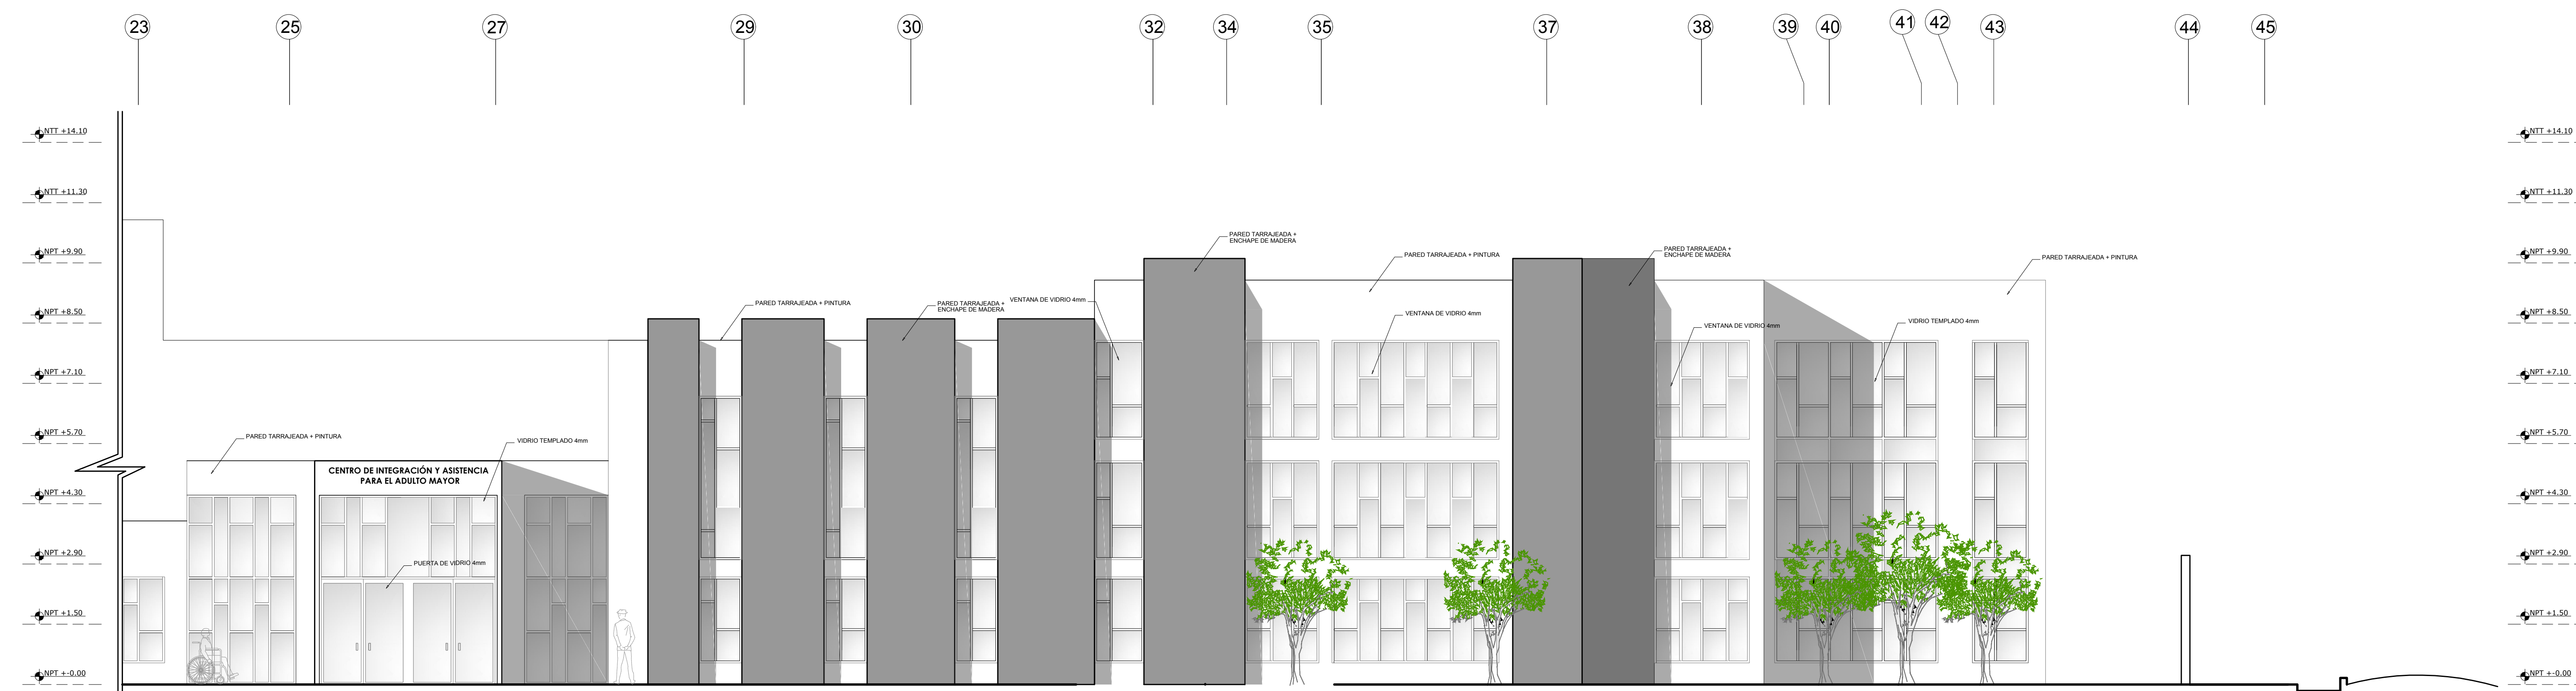 23 25 27 29 30 32 34 35 37 38 39 40 41 42 43 44 45
NTT +14.10
NTT +11.30
NPT +9.90
NPT +8.50
NPT +7.10
NPT +5.70
NPT +4.30
NPT +2.90
NPT +1.50
NPT +-0.00
PARED TARRAJEADA + PINTURA
CENTRO DE INTEGRACIÓN Y ASISTENCIA
PARA EL ADULTO MAYOR
VIDRIO TEMPLADO 4mm
PUERTA DE VIDRIO 4mm
PARED TARRAJEADA + PINTURA
PARED TARRAJEADA +
ENCHAPE DE MADERA
VENTANA DE VIDRIO 4mm
PARED TARRAJEADA +
ENCHAPE DE MADERA
PARED TARRAJEADA + PINTURA
VENTANA DE VIDRIO 4mm
PARED TARRAJEADA +
ENCHAPE DE MADERA
VENTANA DE VIDRIO 4mm
VIDRIO TEMPLADO 4mm
PARED TARRAJEADA + PINTURA
NTT +14.10
NTT +11.30
NPT +9.90
NPT +8.50
NPT +7.10
NPT +5.70
NPT +4.30
NPT +2.90
NPT +1.50
NPT +-0.00